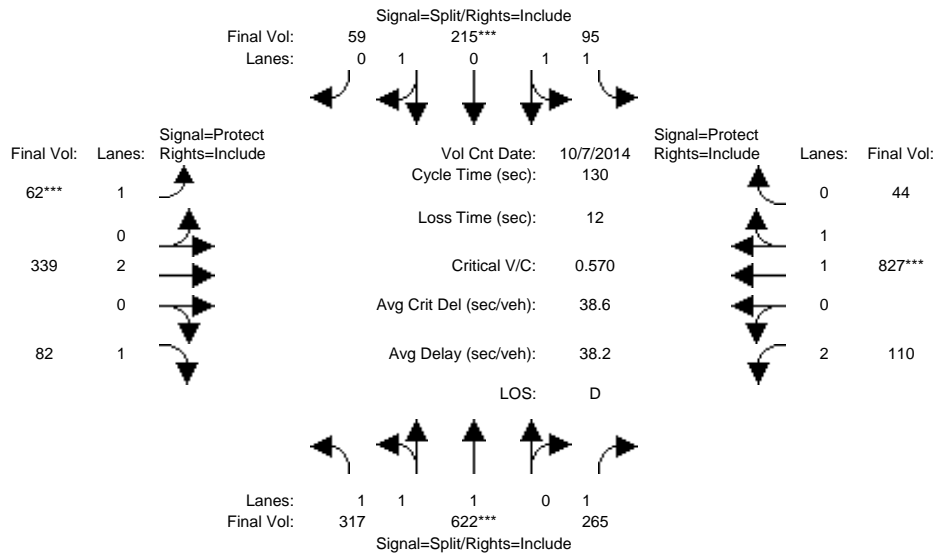 Signal=Split/Rights=Include
Final Vol: 59 215*** 95
Lanes: 0 1 0 1 1
Signal=Protect
Final Vol: Lanes: Rights=Include
Vol Cnt Date: 10/7/2014
Signal=Protect
Rights=Include Lanes: Final Vol:
Cycle Time (sec): 130
62*** 1
0 44
Loss Time (sec): 12
0
1
339 2
Critical V/C: 0.570
1 827***
0
Avg Crit Del (sec/veh): 38.6
0
82 1
Avg Delay (sec/veh): 38.2
2 110
LOS: D
Lanes: 1 1 1 0 1
Final Vol: 317 622*** 265
Signal=Split/Rights=Include